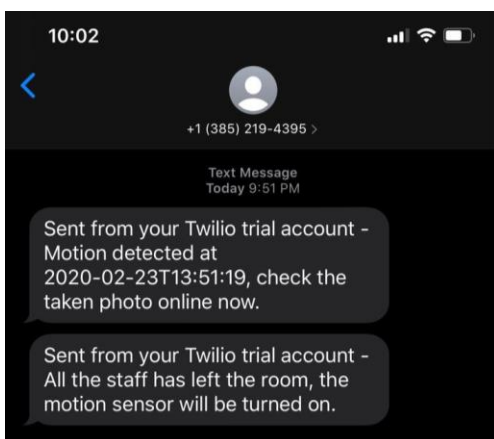 10:02
+1 (385) 219-4395 >
Text Message
Today 9:51 PM
Sent from your Twilio trial account -
Motion detected at
2020-02-23T13:51:19, check the
taken photo online now.
Sent from your Twilio trial account -
All the staff has left the room, the
motion sensor will be turned on.